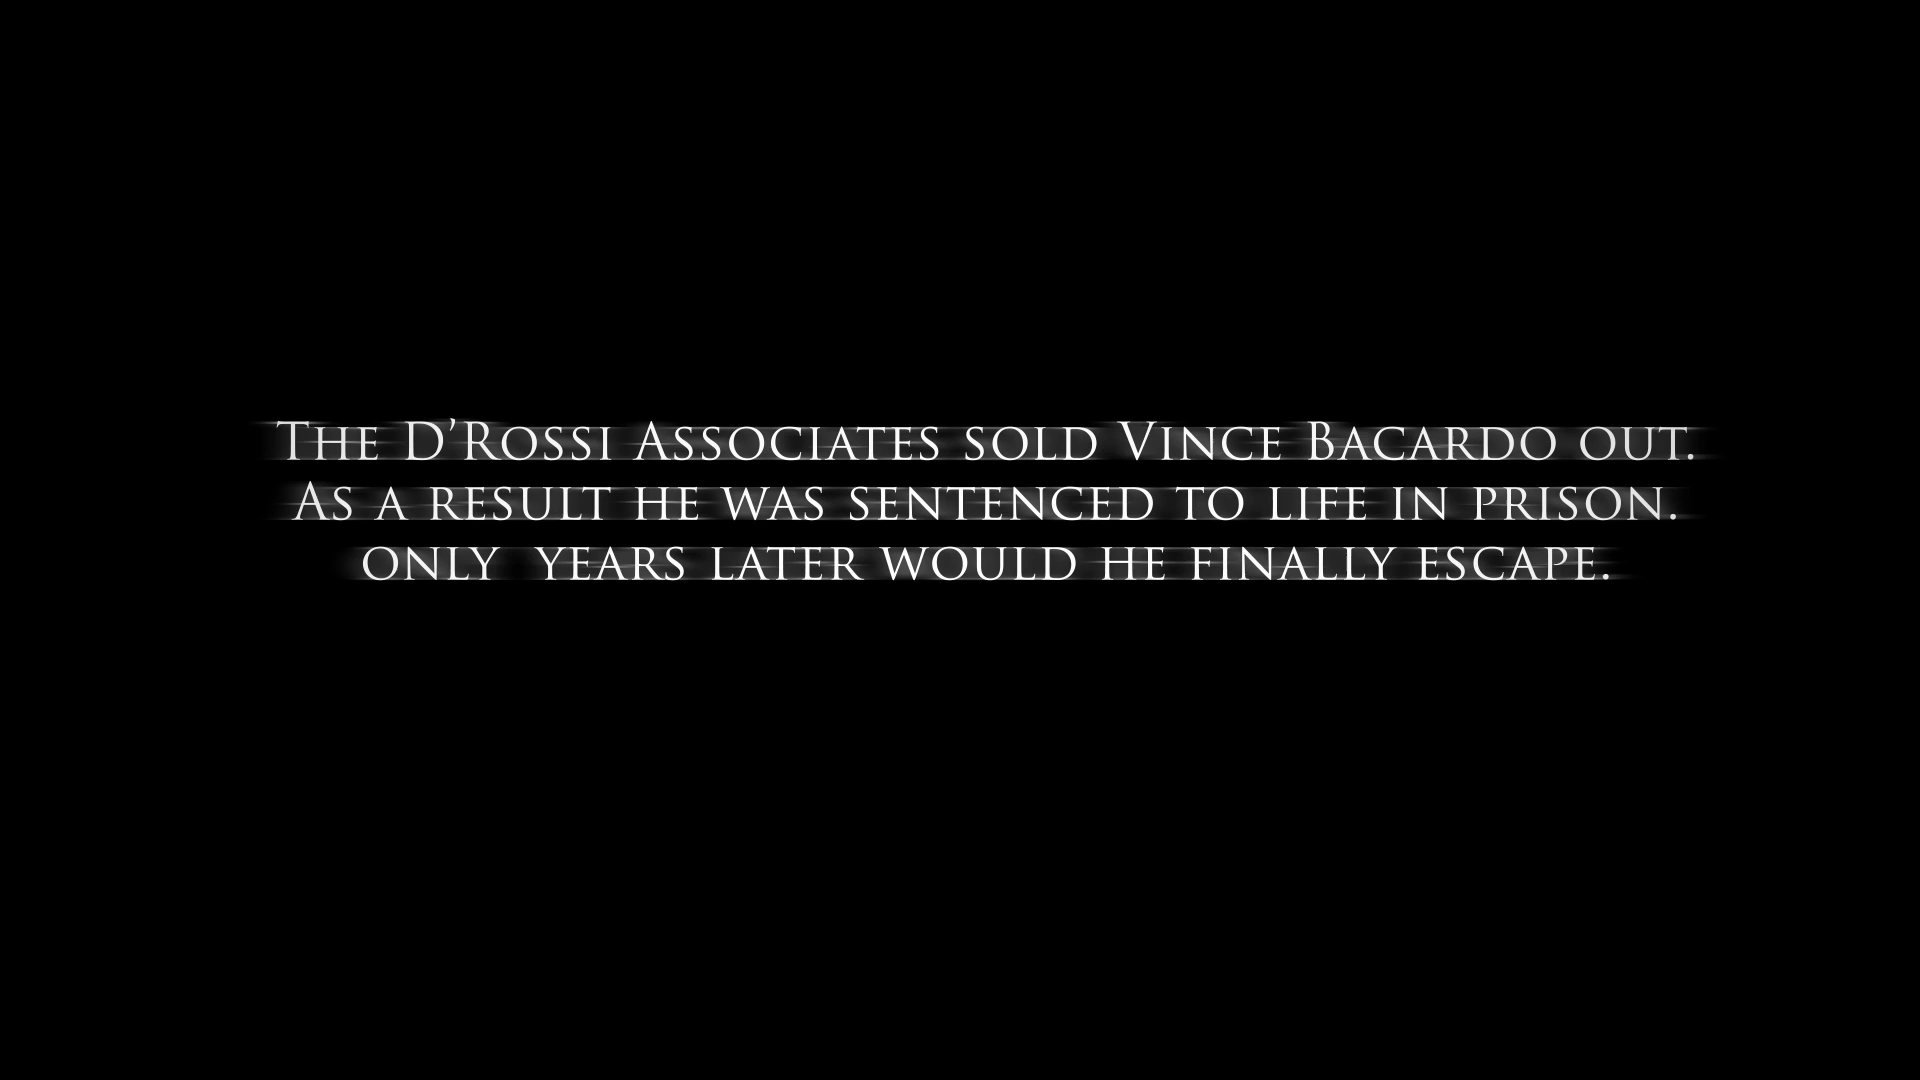 The D’Rossi Associates sold Vince Bacardo out.
As a result he was sentenced to life in prison.
only years later would he finally escape.